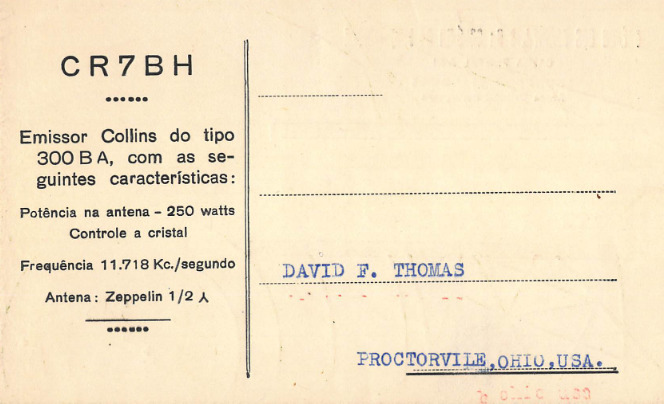 CR7BH
Emissor Collins do tipo
300 B A, com as se-
guintes características:
Potência na antena - 250 watts
Controle a cristal
Frequência 11.718 Kc./segundo
Antena: Zeppelin 1/2 λ
DAVID F. THOMAS
PROCTORVILE,OHIO,USA.